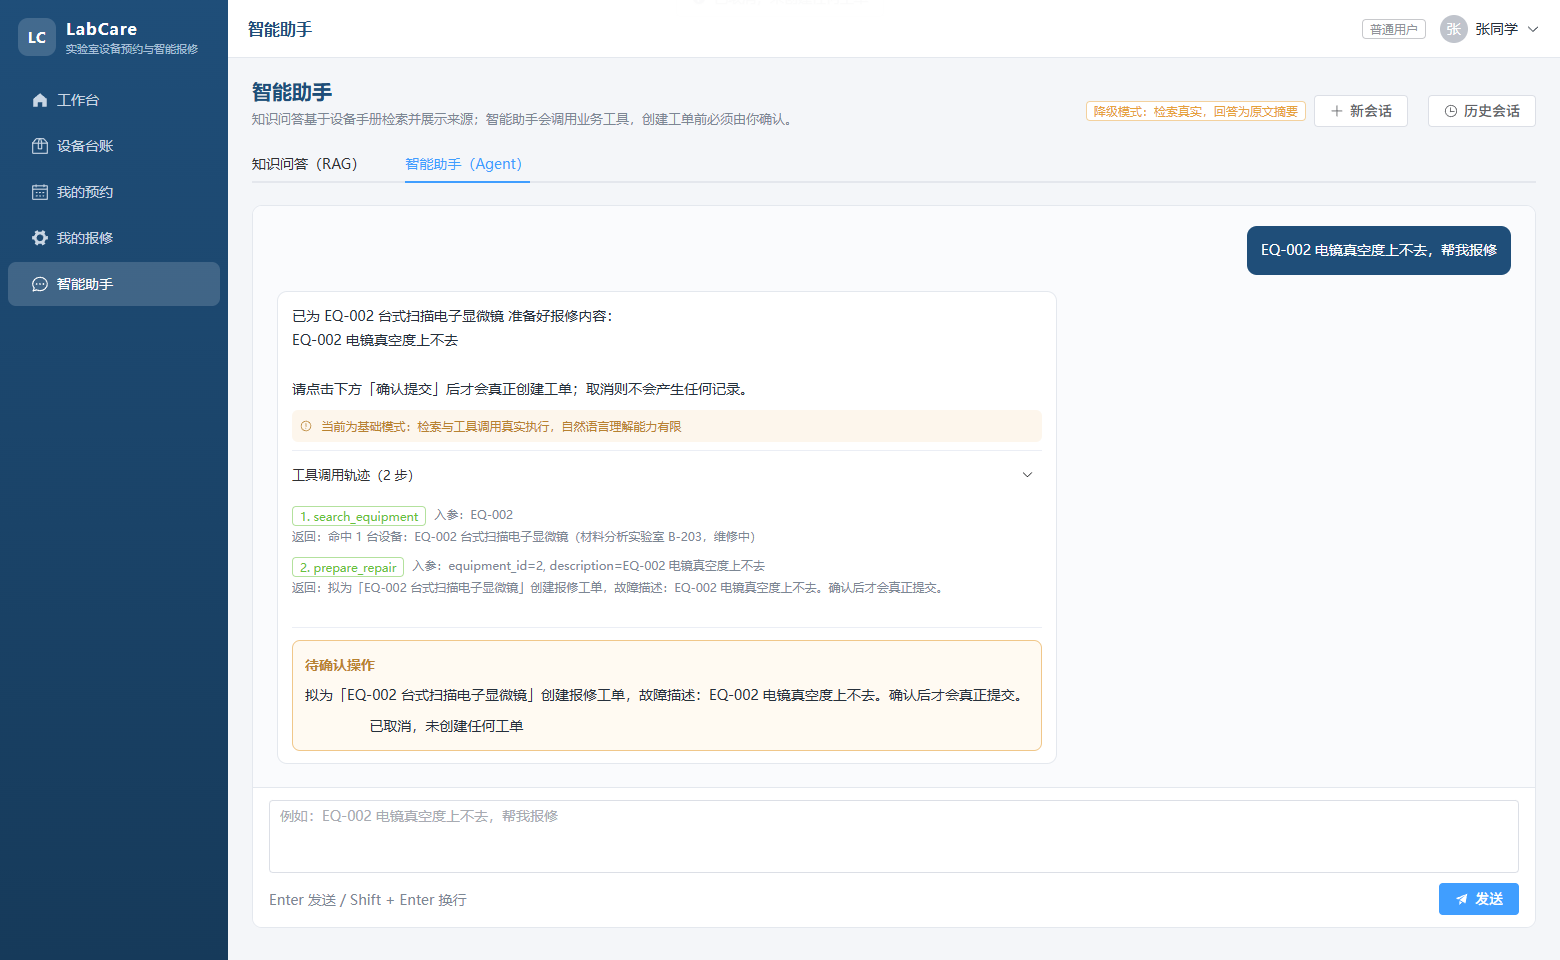 LC
LabCare
实验室设备预约与智能报修
工作台
设备台账
我的预约
我的报修
智能助手
智能助手
普通用户
张
张同学
智能助手
知识问答基于设备手册检索并展示来源；智能助手会调用业务工具，创建工单前必须由你确认。
降级模式：检索真实，回答为原文摘要
新会话
历史会话
知识问答（RAG）
智能助手（Agent）
EQ-002 电镜真空度上不去，帮我报修
已为 EQ-002 台式扫描电子显微镜 准备好报修内容：
EQ-002 电镜真空度上不去
请点击下方「确认提交」后才会真正创建工单；取消则不会产生任何记录。
当前为基础模式：检索与工具调用真实执行，自然语言理解能力有限
工具调用轨迹（2 步）
1. search_equipment 入参：EQ-002
返回：命中 1 台设备：EQ-002 台式扫描电子显微镜（材料分析实验室 B-203，维修中）
2. prepare_repair 入参：equipment_id=2, description=EQ-002 电镜真空度上不去
返回：拟为「EQ-002 台式扫描电子显微镜」创建报修工单，故障描述：EQ-002 电镜真空度上不去。确认后才会真正提交。
待确认操作
拟为「EQ-002 台式扫描电子显微镜」创建报修工单，故障描述：EQ-002 电镜真空度上不去。确认后才会真正提交。
已取消，未创建任何工单
例如：EQ-002 电镜真空度上不去，帮我报修
Enter 发送 / Shift + Enter 换行
发送